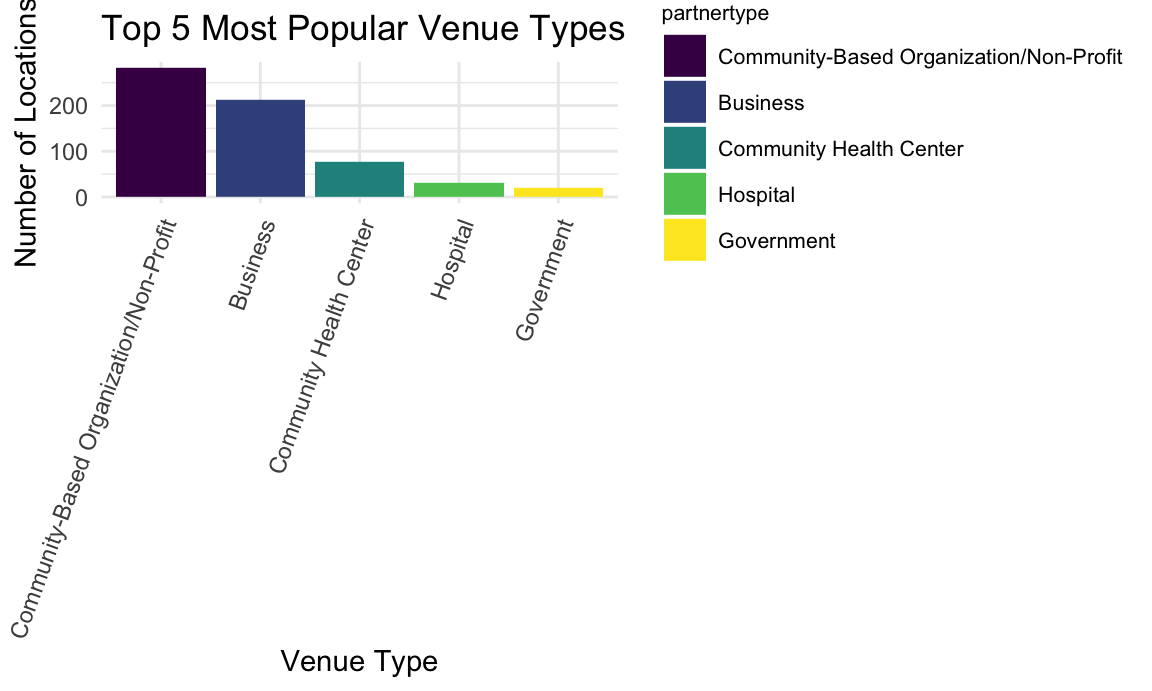 Top 5 Most Popular Venue Types
Number of Locations
200
100
0
Community-Based Organization/Non-Profit
Business
Community Health Center
Hospital
Government
Venue Type
partnertype
Community-Based Organization/Non-Profit
Business
Community Health Center
Hospital
Government